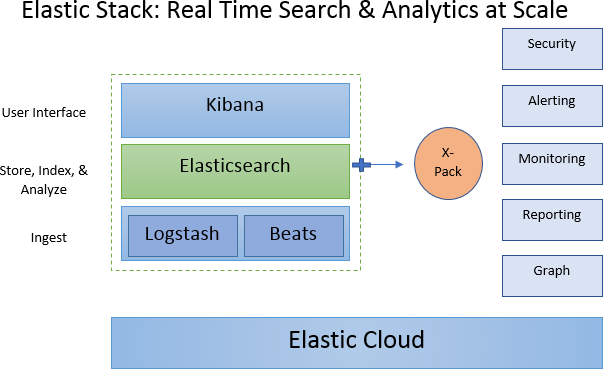 Elastic Stack: Real Time Search & Analytics at Scale
User Interface
Kibana
Store, Index, &
Analyze
Elasticsearch
Ingest
Logstash
Beats
X-
Pack
Security
Alerting
Monitoring
Reporting
Graph
Elastic Cloud